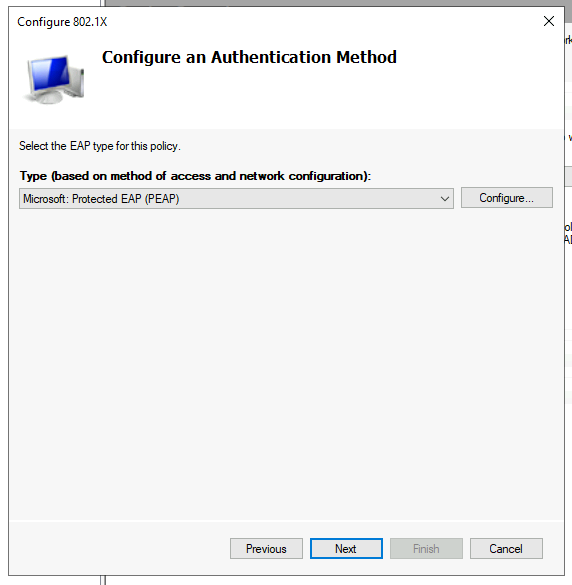 Configure 802.1X
Configure an Authentication Method
Select the EAP type for this policy.
Type (based on method of access and network configuration):
Microsoft: Protected EAP (PEAP)
Configure...
Previous
Next
Finish
Cancel